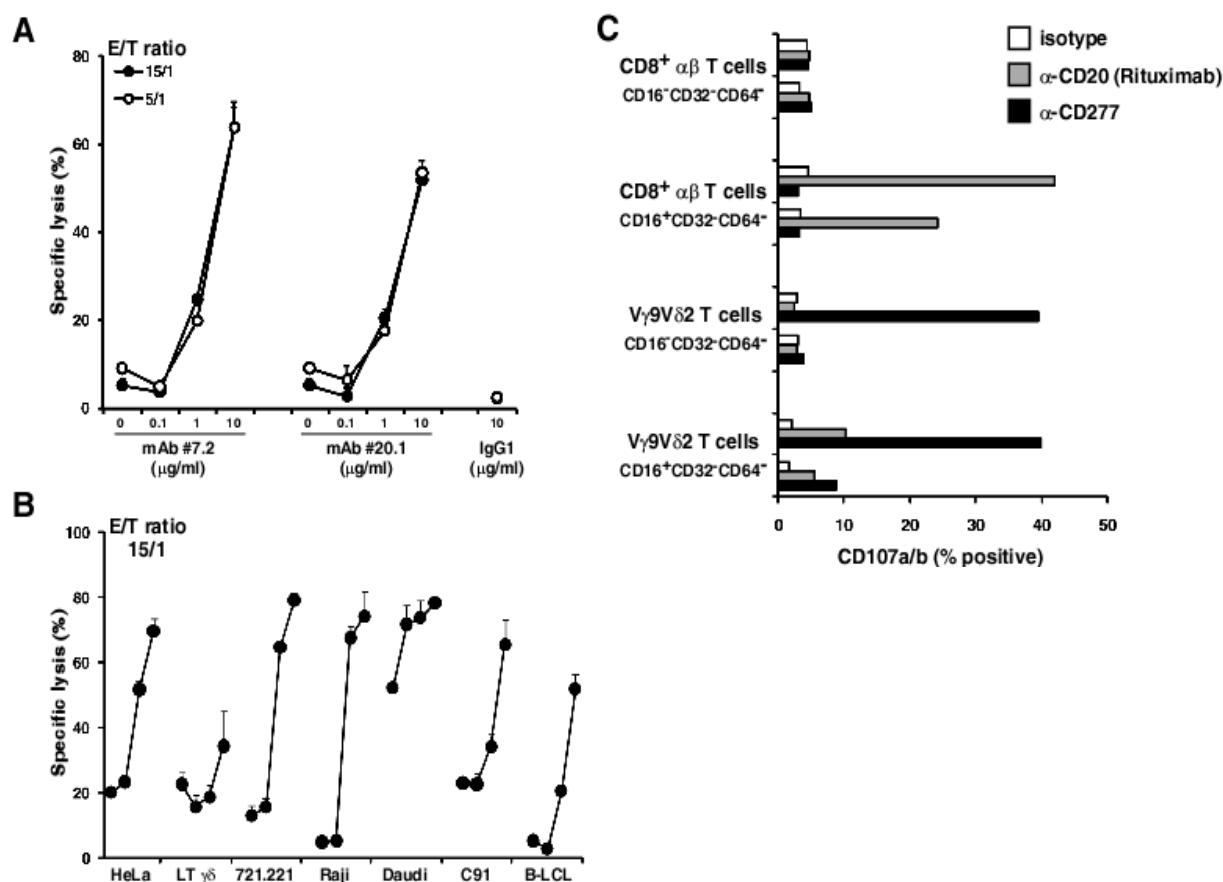 A
E/T ratio
15/1
5/1
80
60
40
20
0
Specific lysis (%)
0 0.1 1 10 0 0.1 1 10 10
mAb #7.2 mAb #20.1 IgG1
(μg/ml) (μg/ml) (μg/ml)
B
E/T ratio
15/1
100
80
60
40
20
0
Specific lysis (%)
HeLa LT γδ 721.221 Raji Daudi C91 B-LCL
C
isotype
α-CD20 (Rituximab)
α-CD277
CD8⁺ αβ T cells
CD16⁻CD32⁻CD64⁻
CD8⁺ αβ T cells
CD16⁺CD32⁻CD64⁻
Vγ9Vδ2 T cells
CD16⁻CD32⁻CD64⁻
Vγ9Vδ2 T cells
CD16⁺CD32⁻CD64⁻
0 10 20 30 40 50
CD107a/b (% positive)